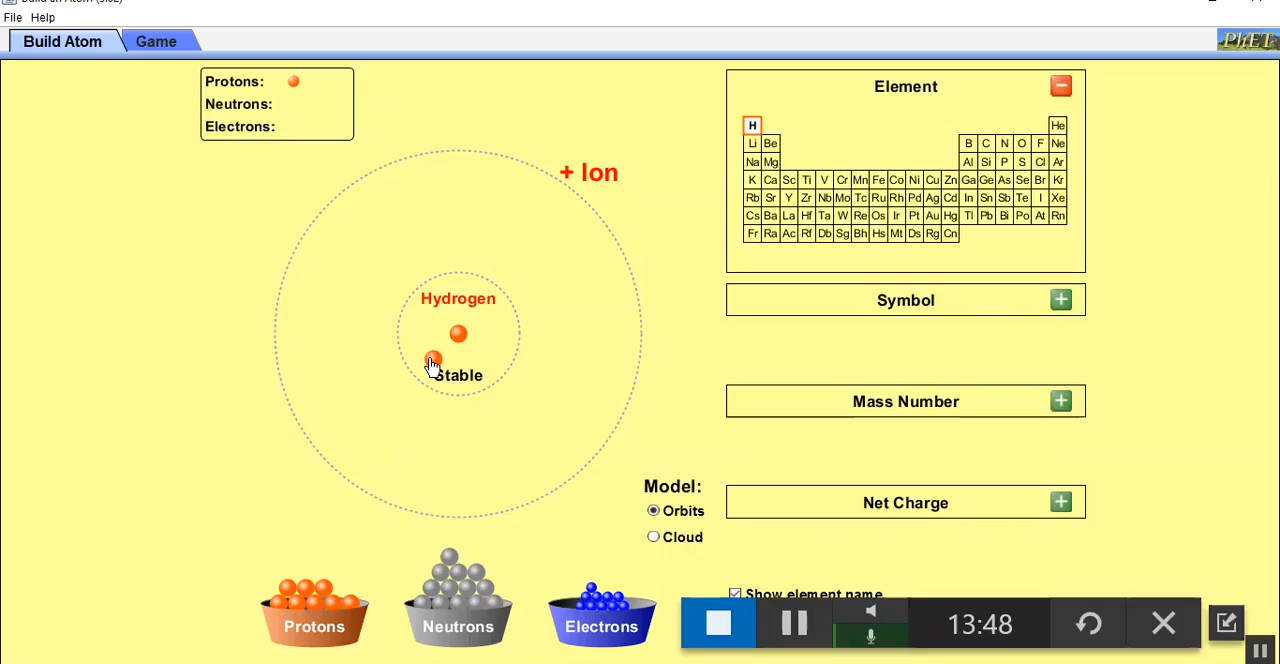 File Help
Build Atom Game
PhET
Protons:
Neutrons:
Electrons:
+ Ion
Hydrogen
Stable
Element
H He
Li Be B C N O F Ne
Na Mg Al Si P S Cl Ar
K Ca Sc Ti V Cr Mn Fe Co Ni Cu Zn Ga Ge As Se Br Kr
Rb Sr Y Zr Nb Mo Tc Ru Rh Pd Ag Cd In Sn Sb Te I Xe
Cs Ba La Hf Ta W Re Os Ir Pt Au Hg Tl Pb Bi Po At Rn
Fr Ra Ac Rf Db Sg Bh Hs Mt Ds Rg Cn
Symbol
Mass Number
Net Charge
Model:
Orbits
Cloud
Show element name
Protons
Neutrons
Electrons
13:48